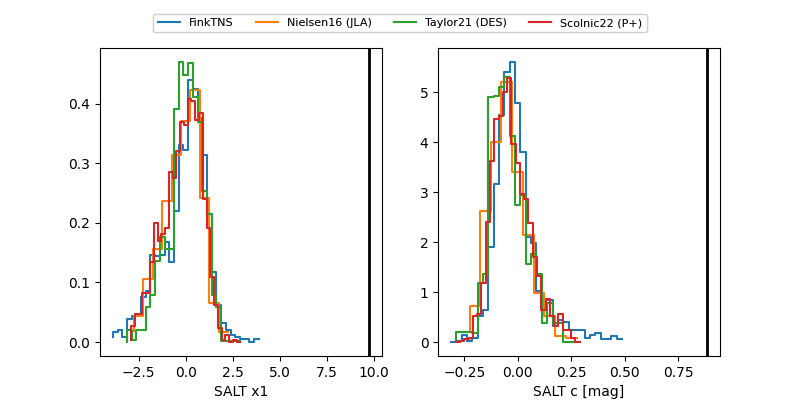 FinkTNS Nielsen16 (JLA) Taylor21 (DES) Scolnic22 (P+)
0.4
0.3
0.2
0.1
0.0
−2.5 0.0 2.5 5.0 7.5 10.0
SALT x1
5
4
3
2
1
0
−0.25 0.00 0.25 0.50 0.75
SALT c [mag]